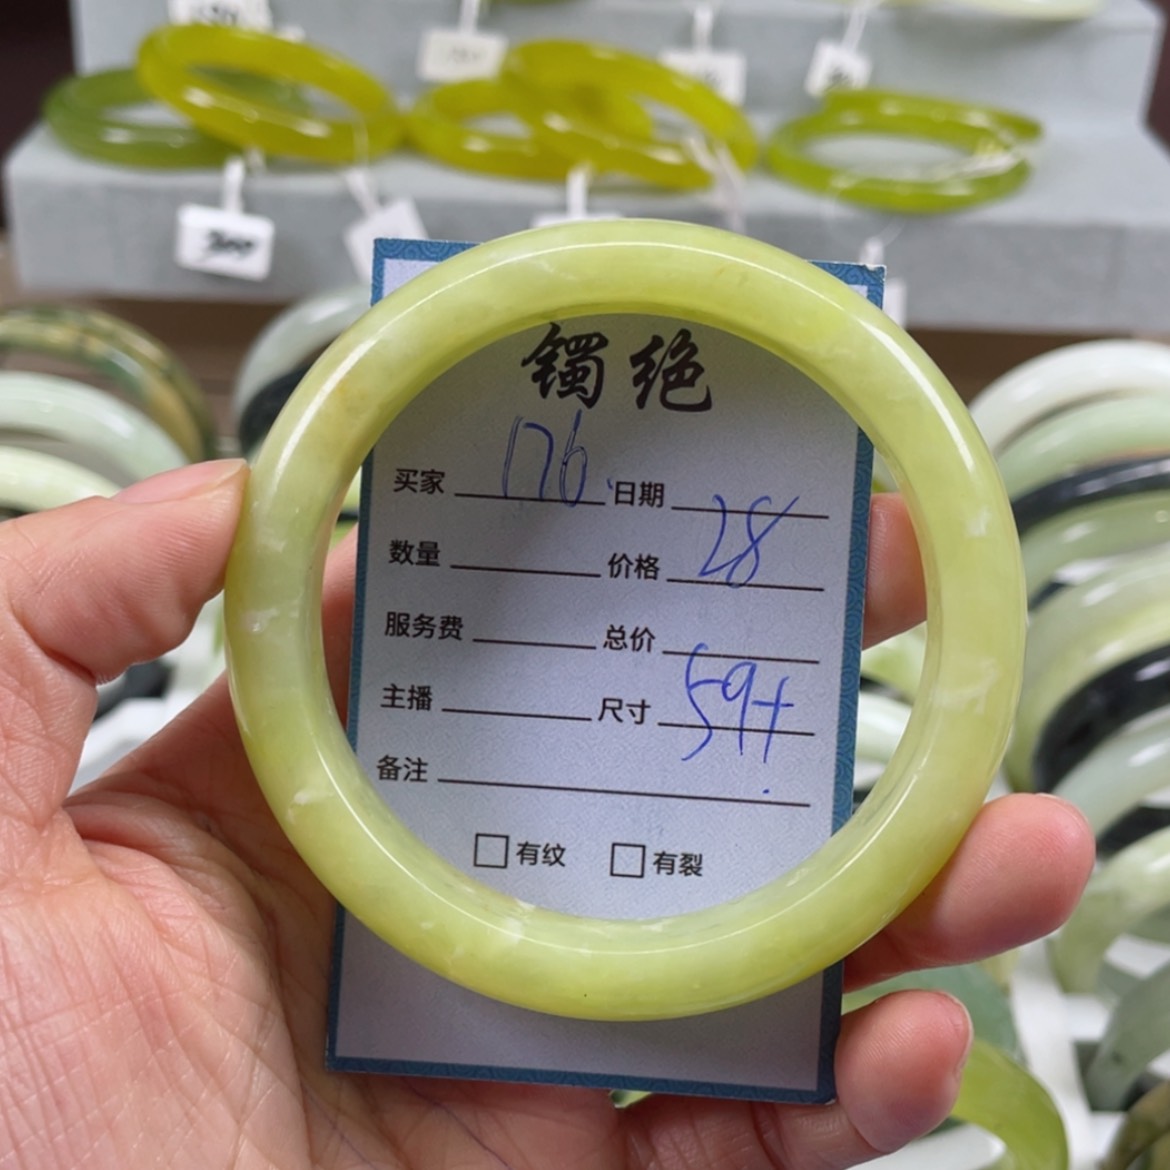 镯绝
买家 176 日期
数量 价格 28
服务费 总价
主播 尺寸 59+
备注
□有纹 □有裂